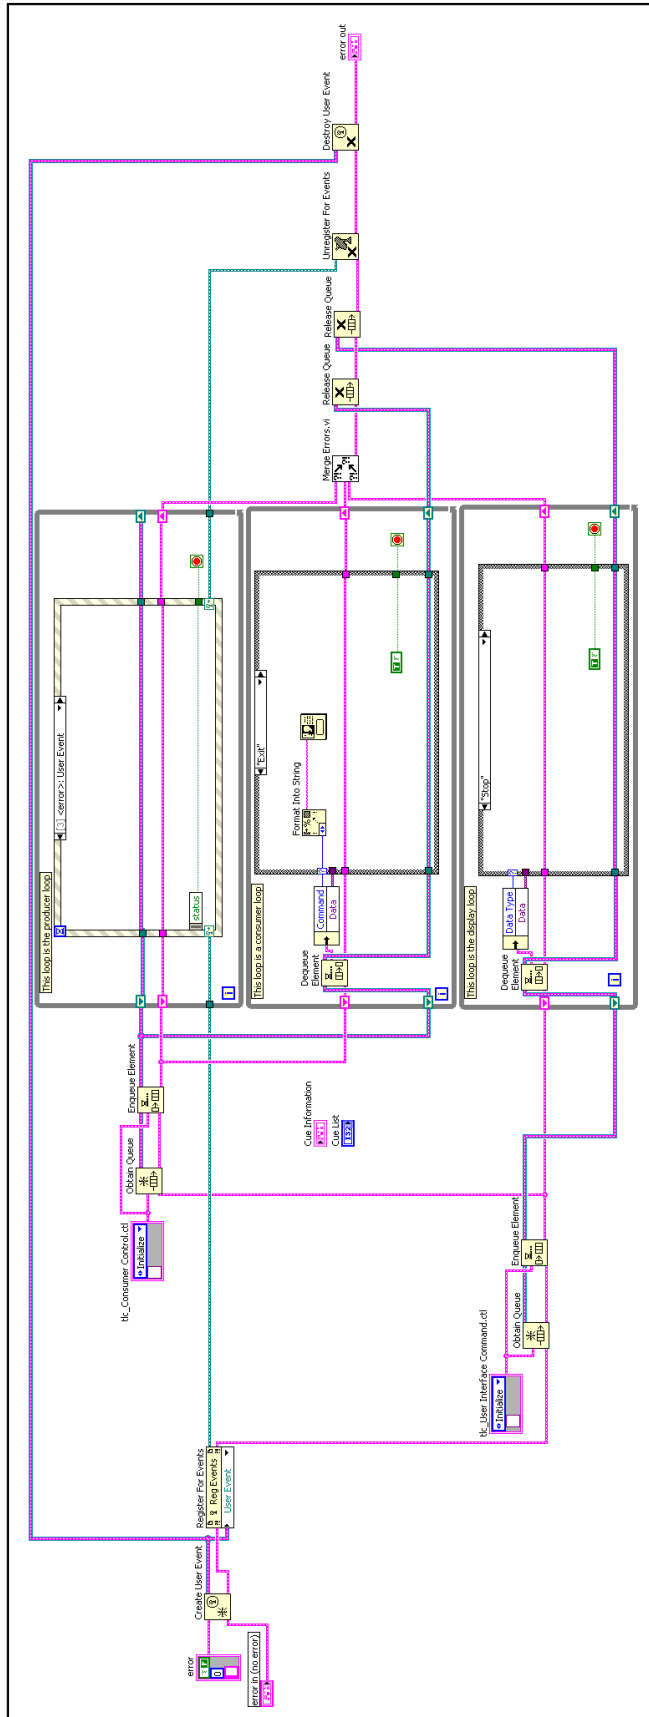 error
error in (no error)
Create User Event
Register For Events
Reg Events
User Event
tlc_Consumer Control.ctl
Initialize
Obtain Queue
Enqueue Element
tlc_User Interface Command.ctl
Initialize
Obtain Queue
Enqueue Element
Cue Information
Cue List
This loop is the producer loop
[3] <error>: User Event
status
This loop is a consumer loop
Dequeue
Element
Command
Data
"Exit"
Format Into String
This loop is the display loop
Dequeue
Element
Data Type
Data
"Stop"
Merge Errors.vi
Release Queue
Release Queue
Unregister For Events
Destroy User Event
error out